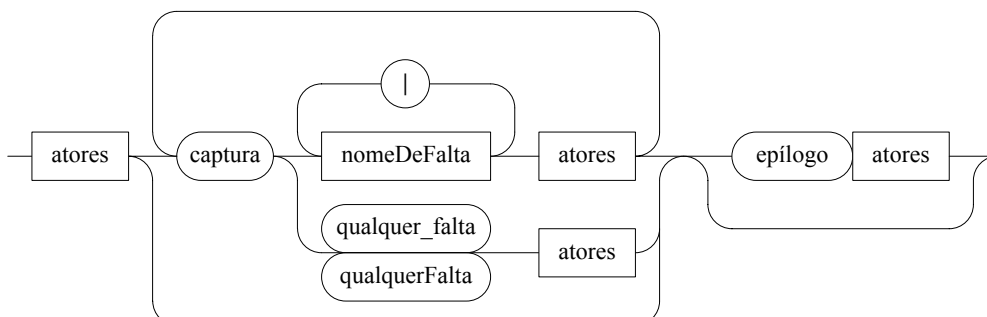 |
atores captura nomeDeFalta atores epílogo atores
qualquer_falta atores
qualquerFalta